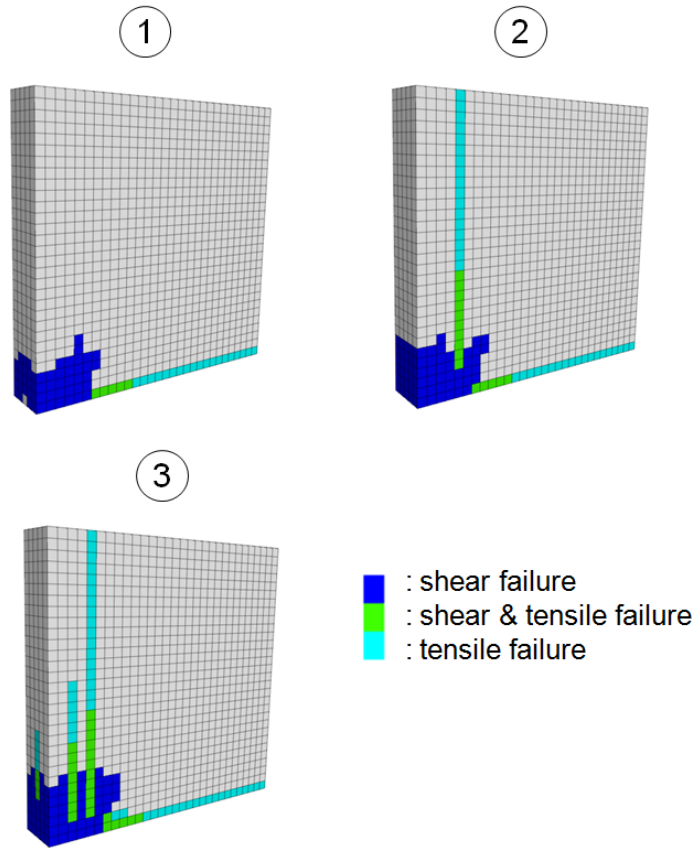 1
2
3
: shear failure
: shear & tensile failure
: tensile failure